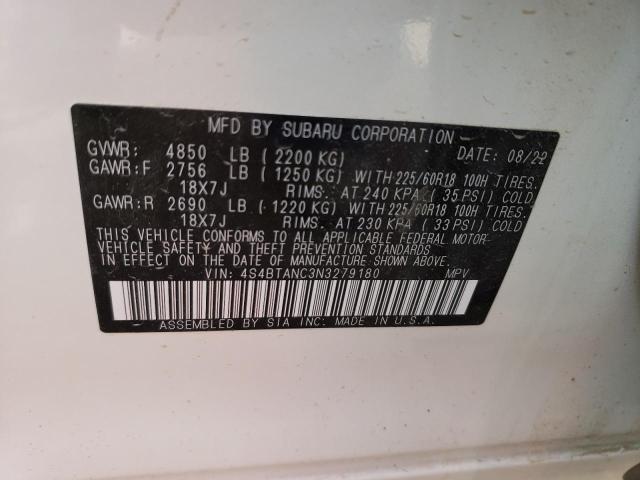 MFD BY SUBARU CORPORATION DATE: 08/22
GVWR: 4850 LB (2200 KG)
GAWR:F 2756 LB (1250 KG) WITH 225/60R18 100H TIRES,
18X7J RIMS, AT 240 KPA (35 PSI) COLD
GAWR:R 2690 LB (1220 KG) WITH 225/60R18 100H TIRES,
18X7J RIMS, AT 230 KPA (33 PSI) COLD
THIS VEHICLE CONFORMS TO ALL APPLICABLE FEDERAL MOTOR
VEHICLE SAFETY AND THEFT PREVENTION STANDARDS
IN EFFECT ON THE DATE OF MANUFACTURE SHOWN ABOVE.
VIN: 4S4BTANC3N3279180 MPV
ASSEMBLED BY SIA INC. MADE IN U.S.A.